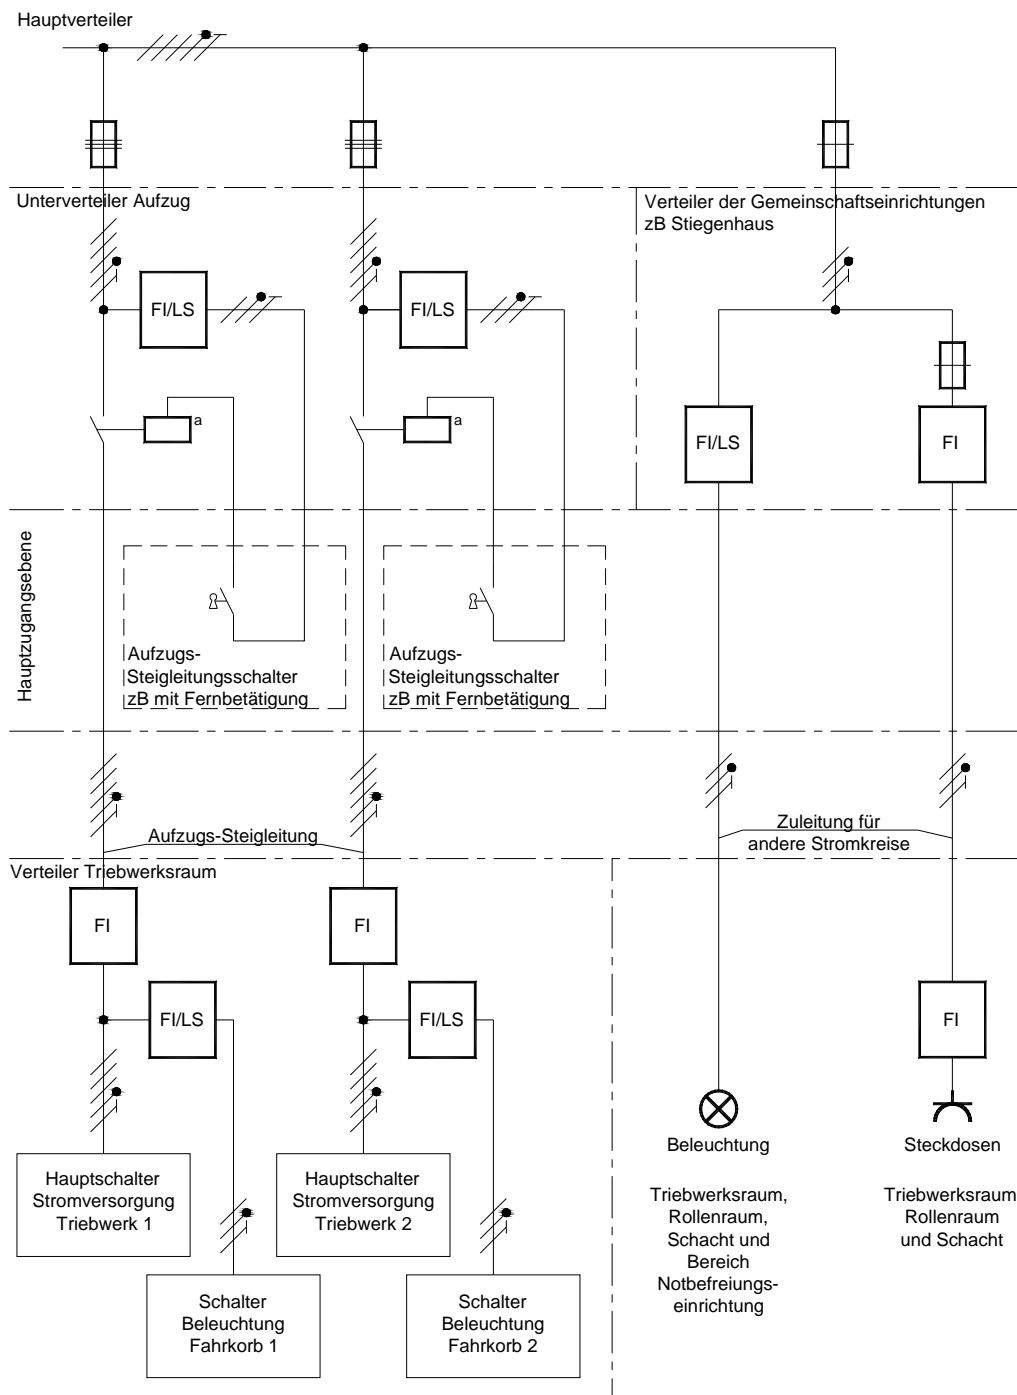 Hauptverteiler
Unterverteiler Aufzug
Verteiler der Gemeinschaftseinrichtungen
zB Stiegenhaus
FI/LS
FI/LS
a
a
FI/LS
FI
Hauptzugangsebene
Aufzugs-
Steigleitungsschalter
zB mit Fernbetätigung
Aufzugs-
Steigleitungsschalter
zB mit Fernbetätigung
Aufzugs-Steigleitung
Zuleitung für
andere Stromkreise
Verteiler Triebwerksraum
FI
FI
FI/LS
FI/LS
FI
Hauptschalter
Stromversorgung
Triebwerk 1
Hauptschalter
Stromversorgung
Triebwerk 2
Schalter
Beleuchtung
Fahrkorb 1
Schalter
Beleuchtung
Fahrkorb 2
Beleuchtung
Triebwerksraum,
Rollenraum,
Schacht und
Bereich
Notbefreiungs-
einrichtung
Steckdosen
Triebwerksraum
Rollenraum
und Schacht